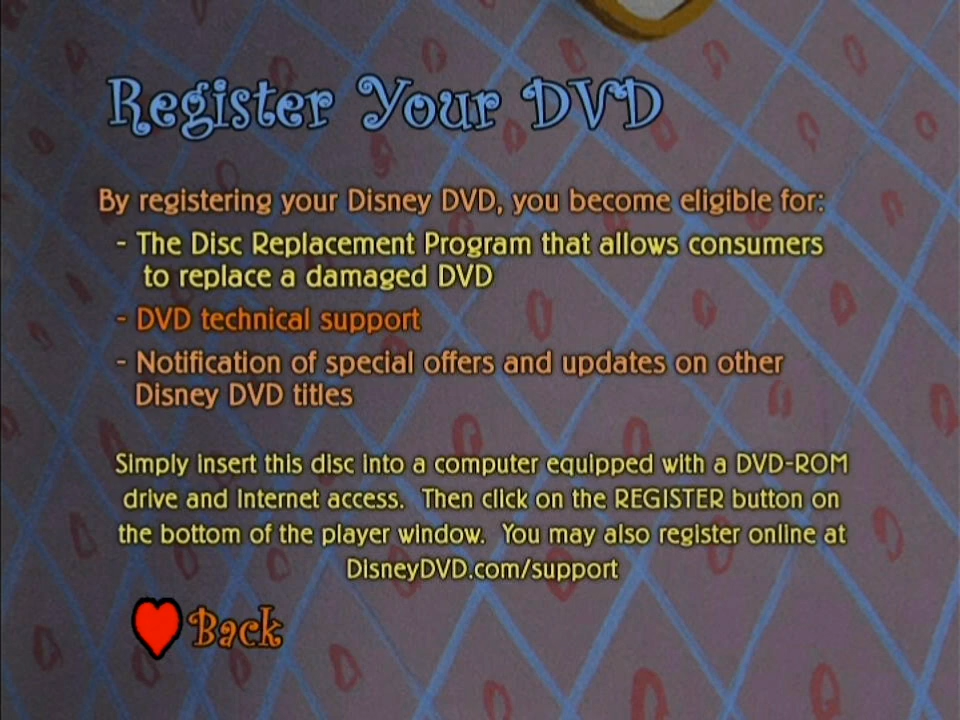 Register Your DVD
By registering your Disney DVD, you become eligible for:
- The Disc Replacement Program that allows consumers
to replace a damaged DVD
- DVD technical support
- Notification of special offers and updates on other
Disney DVD titles
Simply insert this disc into a computer equipped with a DVD-ROM
drive and Internet access. Then click on the REGISTER button on
the bottom of the player window. You may also register online at
DisneyDVD.com/support
Back